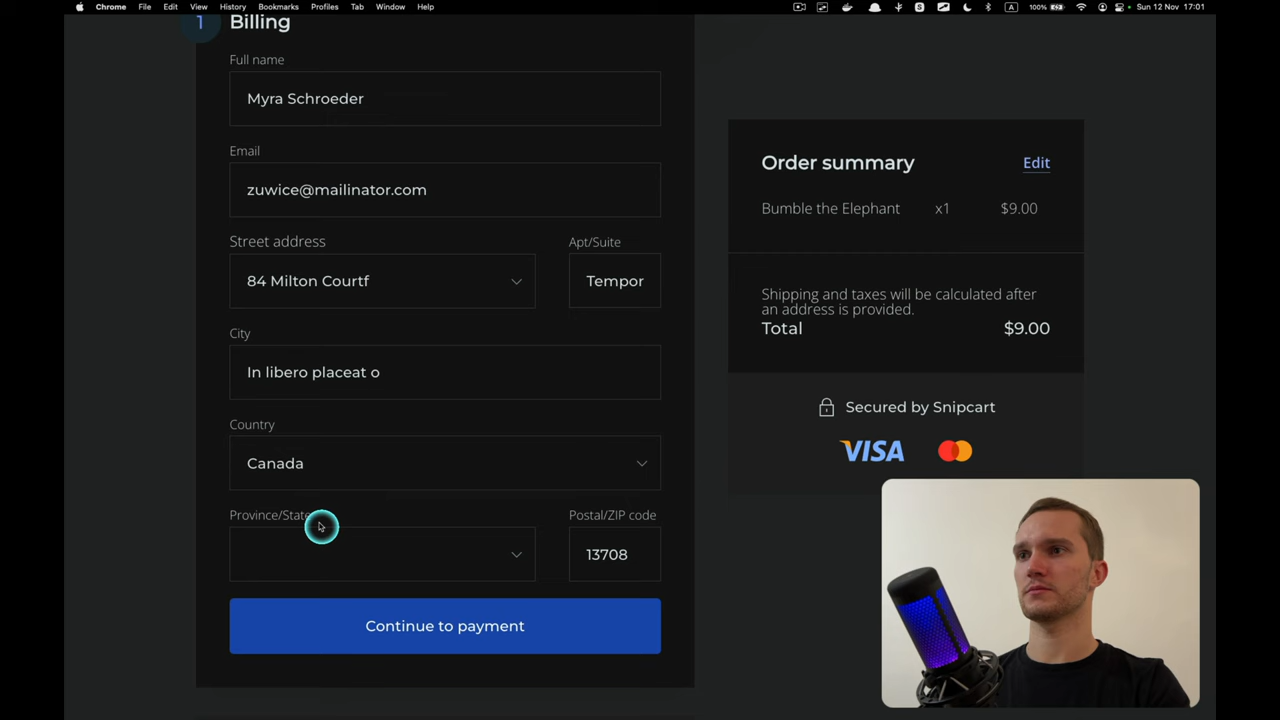 Chrome File Edit View History Bookmarks Profiles Tab Window Help
A 100% Sun 12 Nov 17:01
1 Billing
Full name
Myra Schroeder
Email
zuwice@mailinator.com
Street address
Apt/Suite
84 Milton Courtf
Tempor
City
In libero placeat o
Country
Canada
Province/State
Postal/ZIP code
13708
Continue to payment
Order summary
Edit
Bumble the Elephant x1 $9.00
Shipping and taxes will be calculated after
an address is provided.
Total $9.00
Secured by Snipcart
VISA